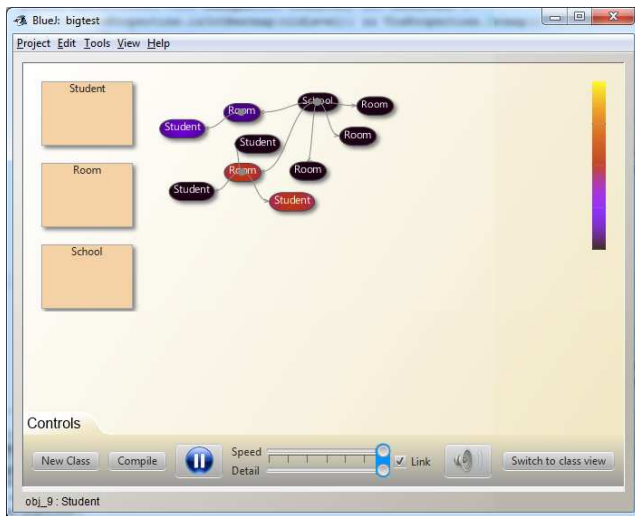 BlueJ: bigtest
Project Edit Tools View Help
Student
Room
School
School
Room
Room
Student
Room
Student
Room
Room
Student
Student
Controls
New Class
Compile
Speed
Detail
Link
Switch to class view
obj_9 : Student